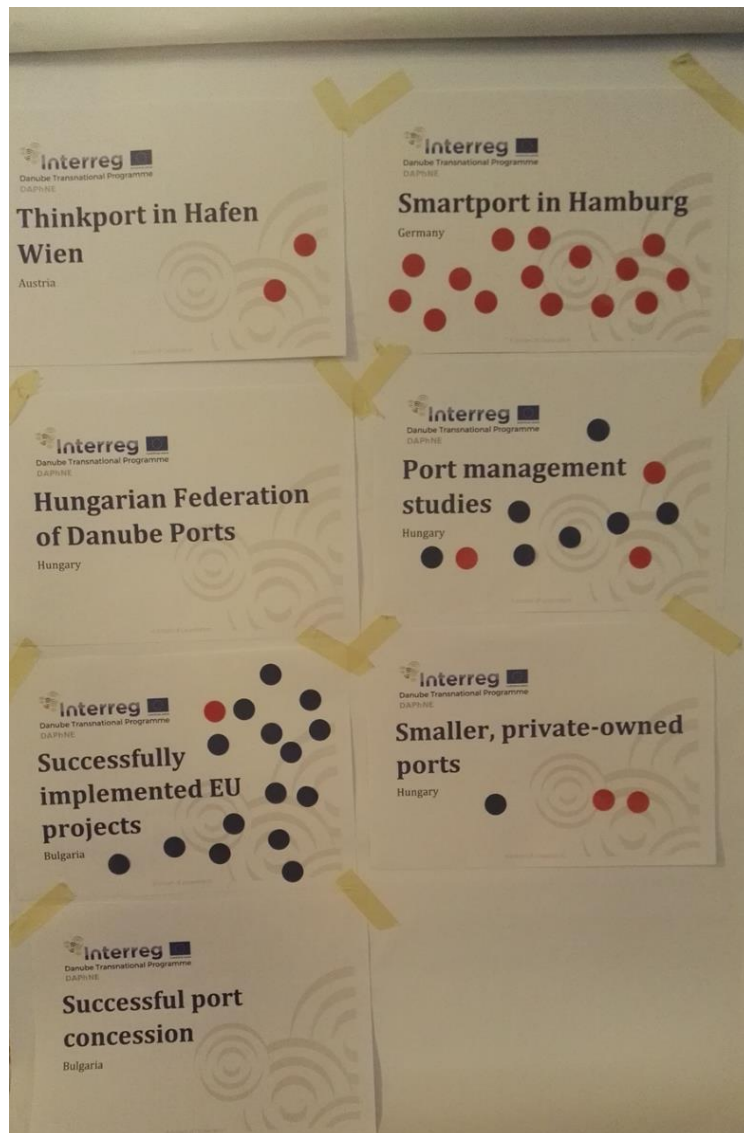 Interreg
Danube Transnational Programme
DAPhNE
Thinkport in Hafen
Wien
Austria
Interreg
Danube Transnational Programme
DAPhNE
Smartport in Hamburg
Germany
Interreg
Danube Transnational Programme
DAPhNE
Hungarian Federation
of Danube Ports
Hungary
Interreg
Danube Transnational Programme
DAPhNE
Port management
studies
Hungary
Interreg
Danube Transnational Programme
DAPhNE
Successfully
implemented EU
projects
Bulgaria
Interreg
Danube Transnational Programme
DAPhNE
Smaller, private-owned
ports
Hungary
Interreg
Danube Transnational Programme
DAPhNE
Successful port
concession
Bulgaria